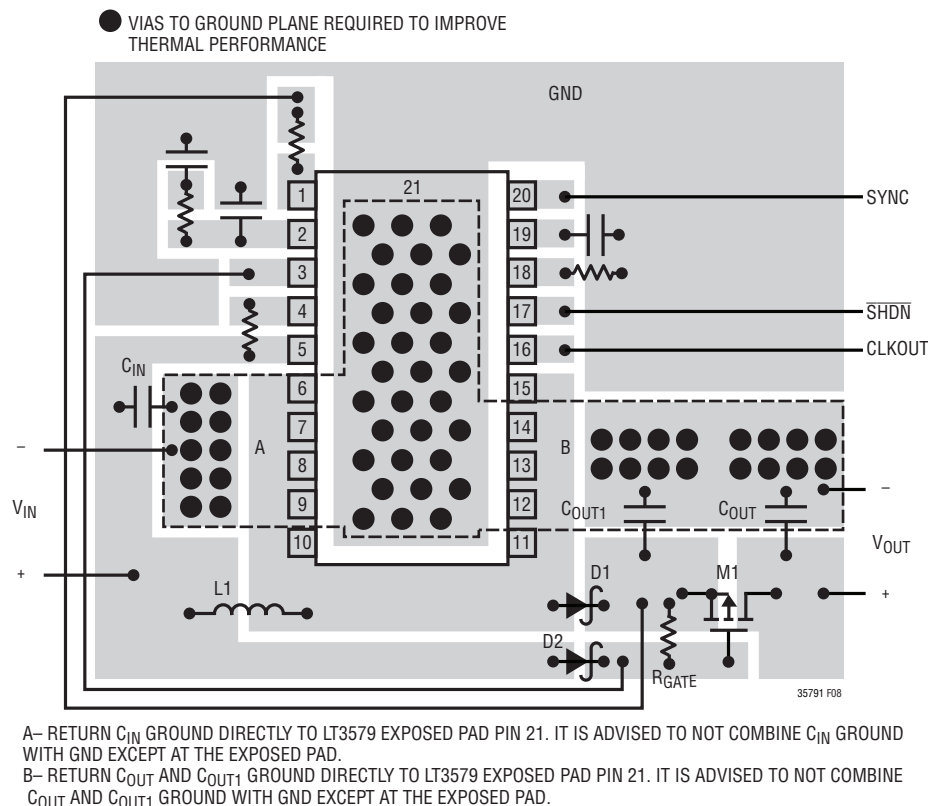 VIAS TO GROUND PLANE REQUIRED TO IMPROVE
THERMAL PERFORMANCE
GND
21
1
20
SYNC
2
19
3
18
4
17
SHDN
5
16
CLKOUT
CIN
6
15
7
14
A
B
8
13
–
–
VIN
9
12
COUT1
COUT
10
11
VOUT
+
L1
D1
M1
+
D2
RGATE
35791 F08
A– RETURN CIN GROUND DIRECTLY TO LT3579 EXPOSED PAD PIN 21. IT IS ADVISED TO NOT COMBINE CIN GROUND
WITH GND EXCEPT AT THE EXPOSED PAD.
B– RETURN COUT AND COUT1 GROUND DIRECTLY TO LT3579 EXPOSED PAD PIN 21. IT IS ADVISED TO NOT COMBINE
COUT AND COUT1 GROUND WITH GND EXCEPT AT THE EXPOSED PAD.